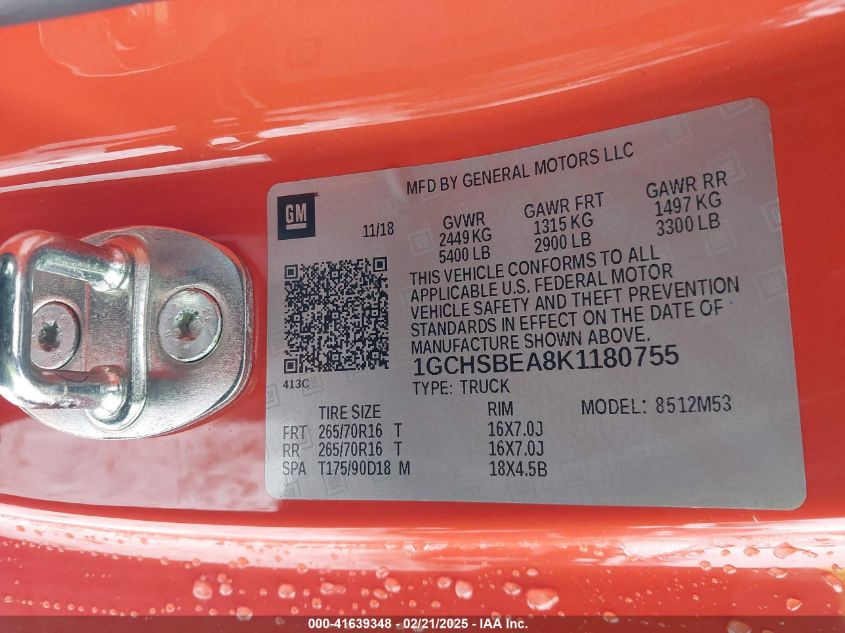 MFD BY GENERAL MOTORS LLC
GM
11/18 GVWR GAWR FRT GAWR RR
2449 KG 1315 KG 1497 KG
5400 LB 2900 LB 3300 LB
THIS VEHICLE CONFORMS TO ALL
APPLICABLE U.S. FEDERAL MOTOR
VEHICLE SAFETY AND THEFT PREVENTION
STANDARDS IN EFFECT ON THE DATE OF
MANUFACTURE SHOWN ABOVE.
1GCHSBEA8K1180755
413C
TYPE: TRUCK
TIRE SIZE RIM MODEL: 8512M53
FRT 265/70R16 T 16X7.0J
RR 265/70R16 T 16X7.0J
SPA T175/90D18 M 18X4.5B
000-41639348 - 02/21/2025 - IAA Inc.